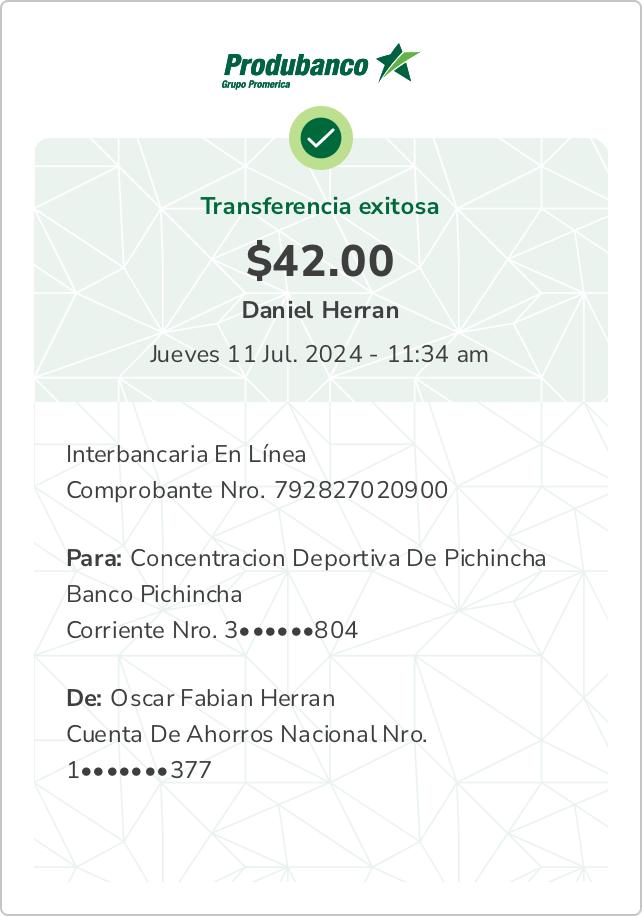 Produbanco
Grupo Promerica
Transferencia exitosa
$42.00
Daniel Herran
Jueves 11 Jul. 2024 - 11:34 am
Interbancaria En Línea
Comprobante Nro. 792827020900
Para: Concentracion Deportiva De Pichincha
Banco Pichincha
Corriente Nro. 3••••••804
De: Oscar Fabian Herran
Cuenta De Ahorros Nacional Nro.
1•••••••377